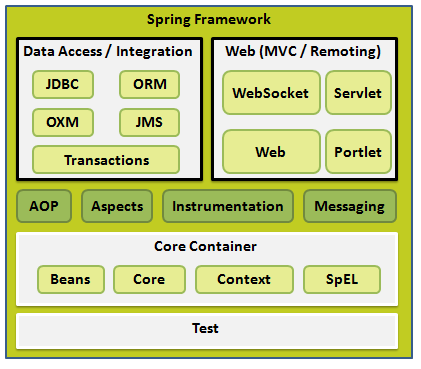 Spring Framework
Data Access / Integration
JDBC
ORM
OXM
JMS
Transactions
Web (MVC / Remoting)
WebSocket
Servlet
Web
Portlet
AOP
Aspects
Instrumentation
Messaging
Core Container
Beans
Core
Context
SpEL
Test